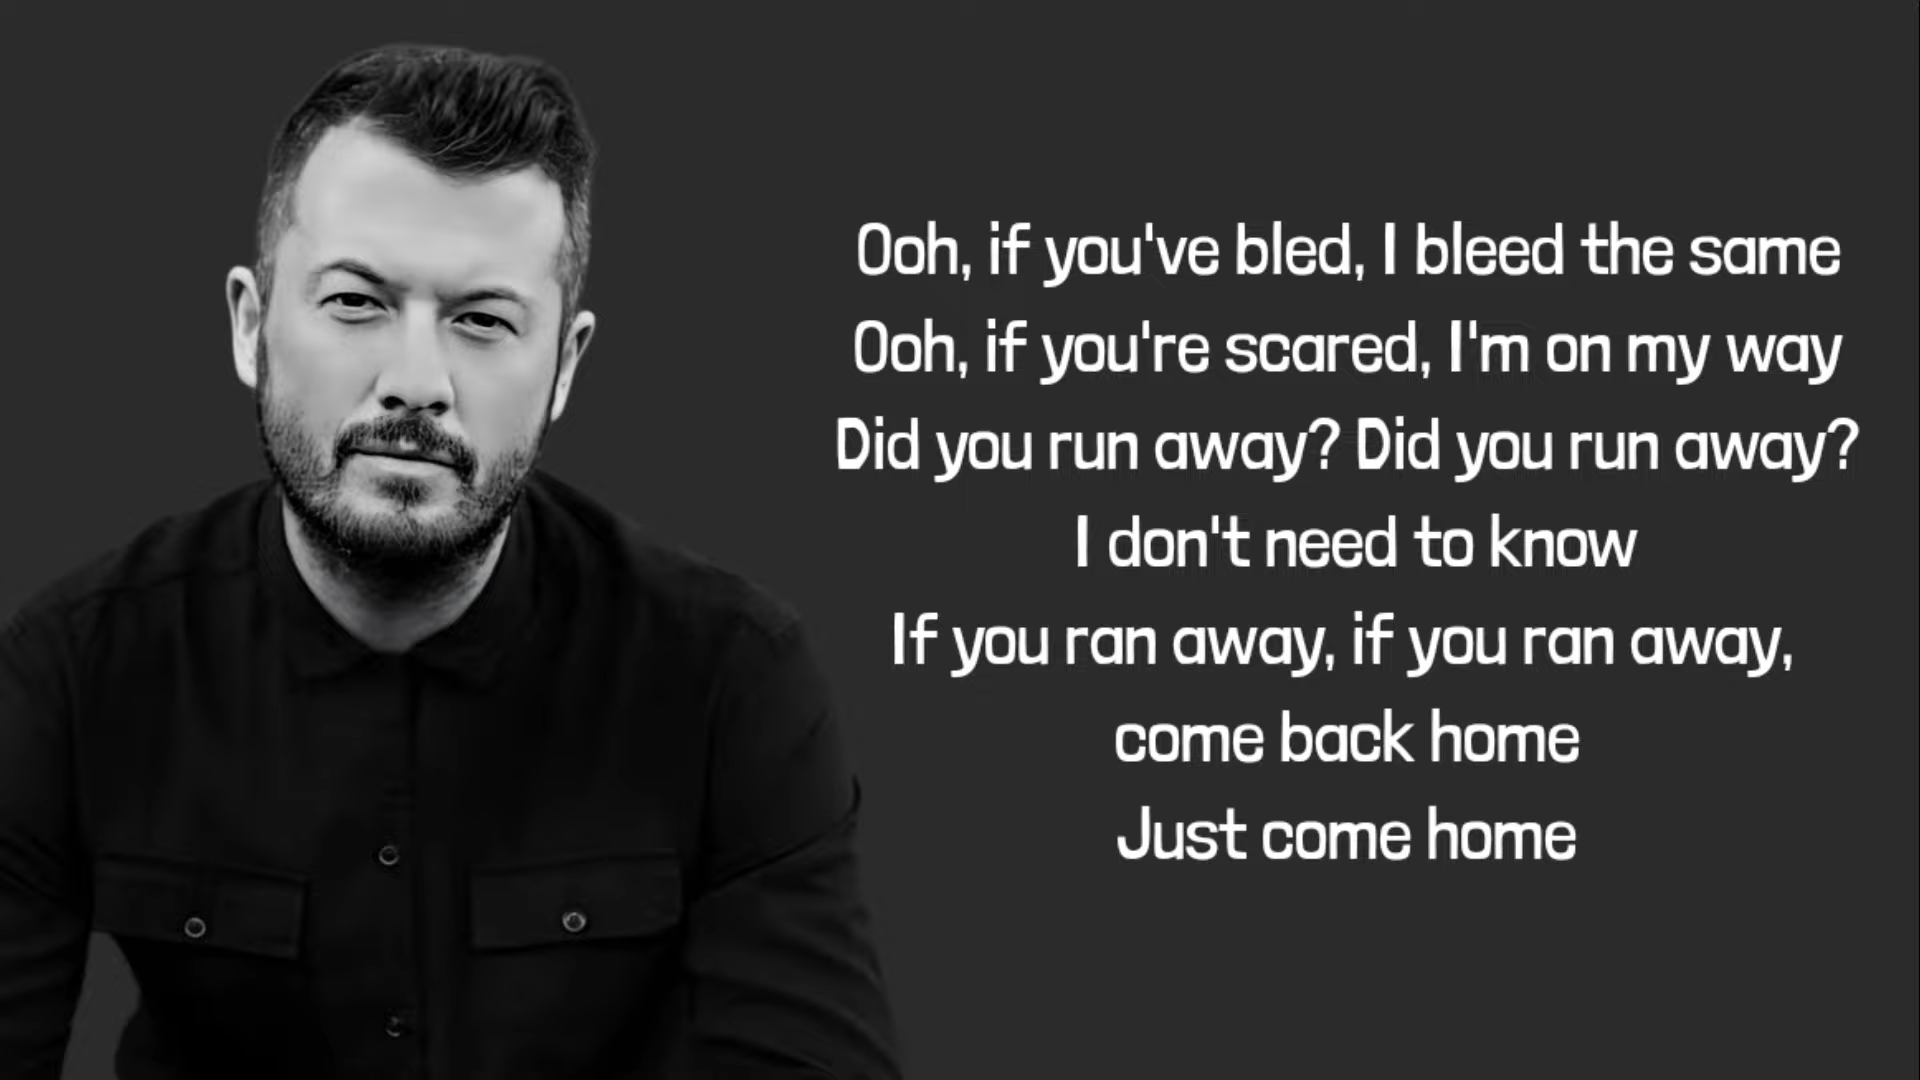 Ooh, if you've bled, I bleed the same
Ooh, if you're scared, I'm on my way
Did you run away? Did you run away?
I don't need to know
If you ran away, if you ran away,
come back home
Just come home